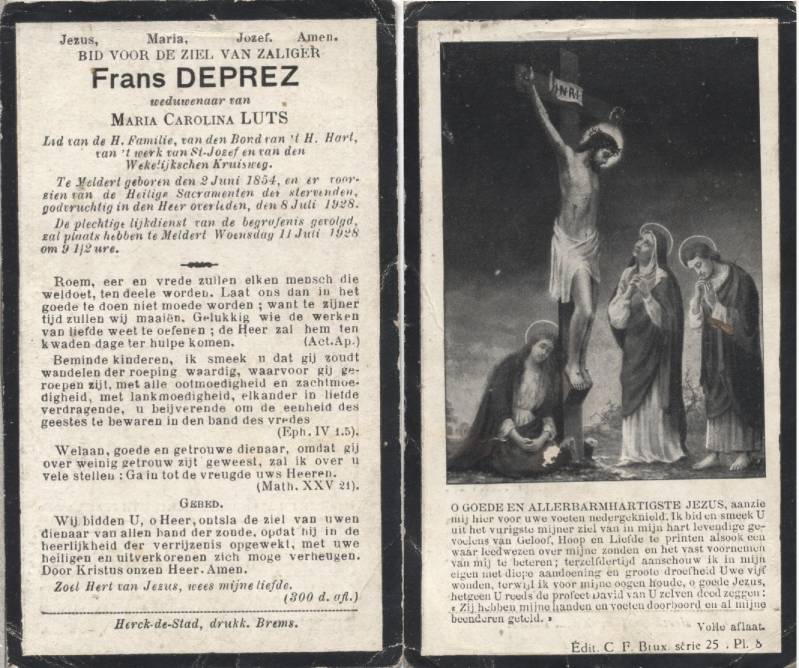 Jezus, Maria, Jozef. Amen.
BID VOOR DE ZIEL VAN ZALIGER
Frans DEPREZ
weduwenaar van
MARIA CAROLINA LUTS
Lid van de H. Familie, van den Bond van 't H. Hart,
van 't werk van St-Jozef en van den
Wekelijkschen Kruisweg.
Te Meldert geboren den 2 Juni 1854, en er voor-
zien van de Heilige Sacramenten der stervenden,
godvruchtig in den Heer overleden, den 8 Juli 1928.
De plechtige lijkdienst van de begrafenis gevolgd,
zal plaats hebben te Meldert Woensdag 11 Juli 1928
om 9 1/2 ure.
Roem, eer en vrede zullen elken mensch die
weldoet, ten deele worden. Laat ons dan in het
goede te doen niet moede worden ; want te zijner
tijd zullen wij maaiën. Gelukkig wie de werken
van liefde weet te oefenen ; de Heer zal hem ten
kwaden dage ter hulpe komen. (Act.Ap.)
Beminde kinderen, ik smeek u dat gij zoudt
wandelen der roeping waardig, waarvoor gij ge-
roepen zijt, met alle ootmoedigheid en zachtmoe-
digheid, met lankmoedigheid, elkander in liefde
verdragende, u beijverende om de eenheid des
geestes te bewaren in den band des vredes
(Eph. IV 1.5).
Welaan, goede en getrouwe dienaar, omdat gij
over weinig getrouw zijt geweest, zal ik over u
vele stellen : Ga in tot de vreugde uws Heeren.
(Math. XXV 21).
GEBED.
Wij bidden U, o Heer, ontsla de ziel van uwen
dienaar van allen band der zonde, opdat hij in de
heerlijkheid der verrijzenis opgewekt, met uwe
heiligen en uitverkorenen zich moge verheugen.
Door Kristus onzen Heer. Amen.
Zoet Hert van Jezus, wees mijne liefde.
(300 d. afl.)
Herck-de-Stad, drukk. Brems.
INRI
O GOEDE EN ALLERBARMHARTIGSTE JEZUS, aanzie
mij hier voor uwe voeten nedergeknield. Ik bid en smeek U
uit het vurigste mijner ziel van in mijn hart levendige ge-
voelens van Geloof, Hoop en Liefde te printen alsook een
waar leedwezen over mijne zonden en het vast voornemen
van mij te beteren ; terzelfdertijd aanschouw ik in mijn
eigen met diepe aandoening en groote droefheid Uwe vijf
wonden, terwijl ik voor mijne oogen houde, o goede Jezus,
hetgeen U reeds de profeet David van U zelven deed zeggen :
« Zij hebben mijne handen en voeten doorboord en al mijne
beenderen geteld. »
Volle aflaat.
Édit. C. F. Brux. série 25 . Pl. 8